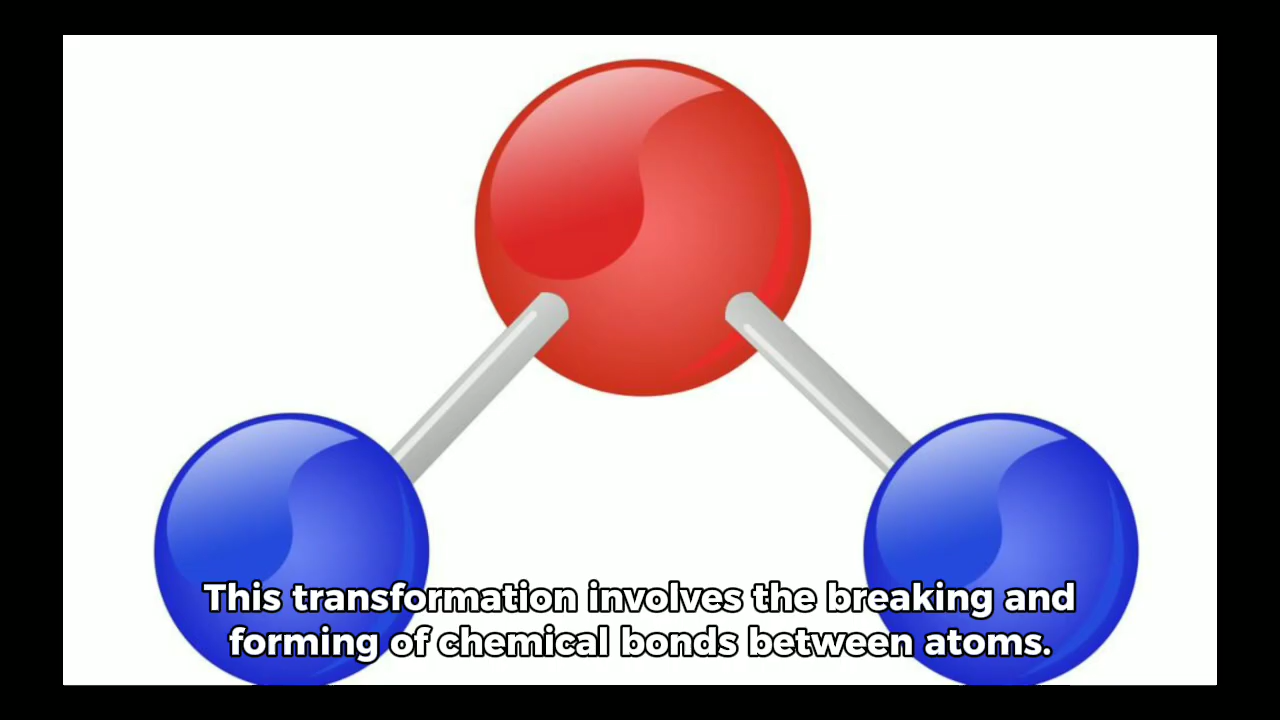 This transformation involves the breaking and
forming of chemical bonds between atoms.